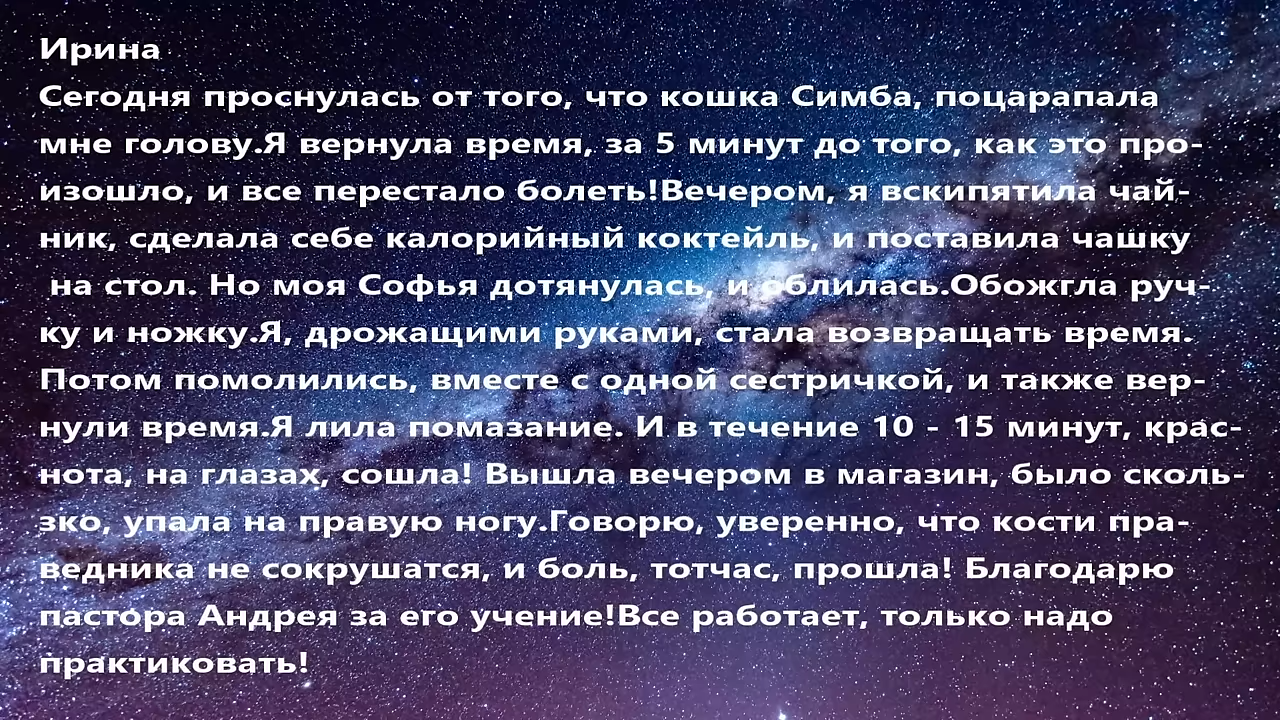 Ирина
Сегодня проснулась от того, что кошка Симба, поцарапала
мне голову.Я вернула время, за 5 минут до того, как это про-
изошло, и все перестало болеть!Вечером, я вскипятила чай-
ник, сделала себе калорийный коктейль, и поставила чашку
на стол. Но моя Софья дотянулась, и облилась.Обожгла руч-
ку и ножку.Я, дрожащими руками, стала возвращать время.
Потом помолились, вместе с одной сестричкой, и также вер-
нули время.Я лила помазание. И в течение 10 - 15 минут, крас-
нота, на глазах, сошла! Вышла вечером в магазин, было сколь-
зко, упала на правую ногу.Говорю, уверенно, что кости пра-
ведника не сокрушатся, и боль, тотчас, прошла! Благодарю
пастора Андрея за его учение!Все работает, только надо
практиковать!